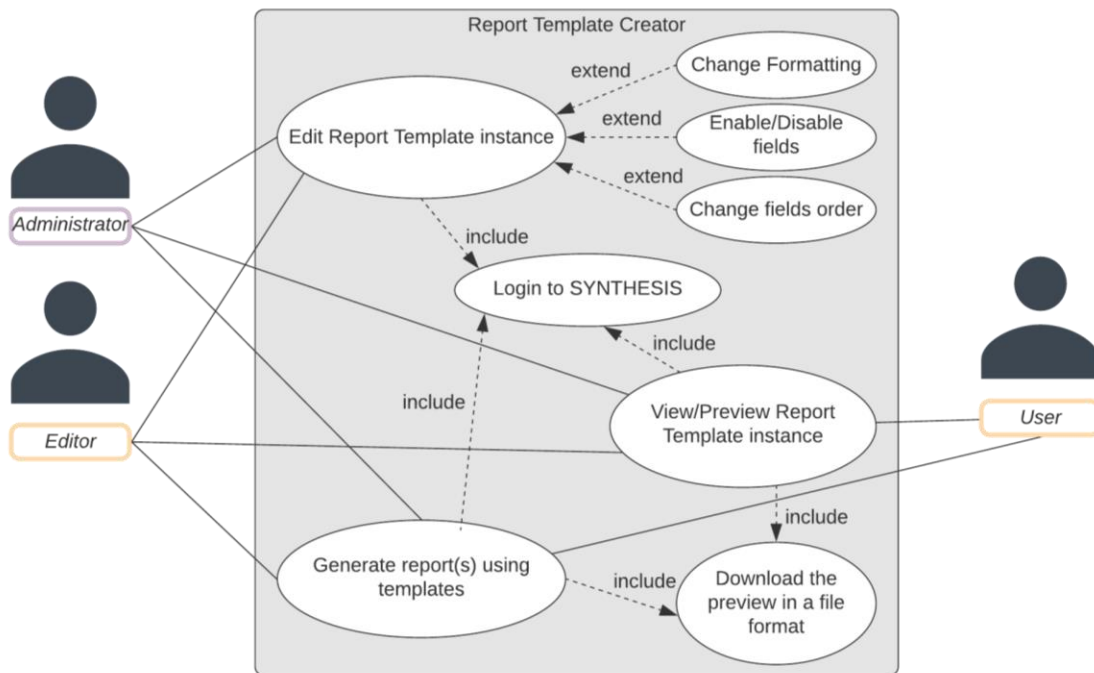 Report Template Creator
Change Formatting
extend
Edit Report Template instance
extend
Enable/Disable
fields
extend
Change fields order
Administrator
include
Login to SYNTHESIS
include
include
View/Preview Report
Template instance
User
Editor
include
Generate report(s) using
templates
include
Download the
preview in a file
format